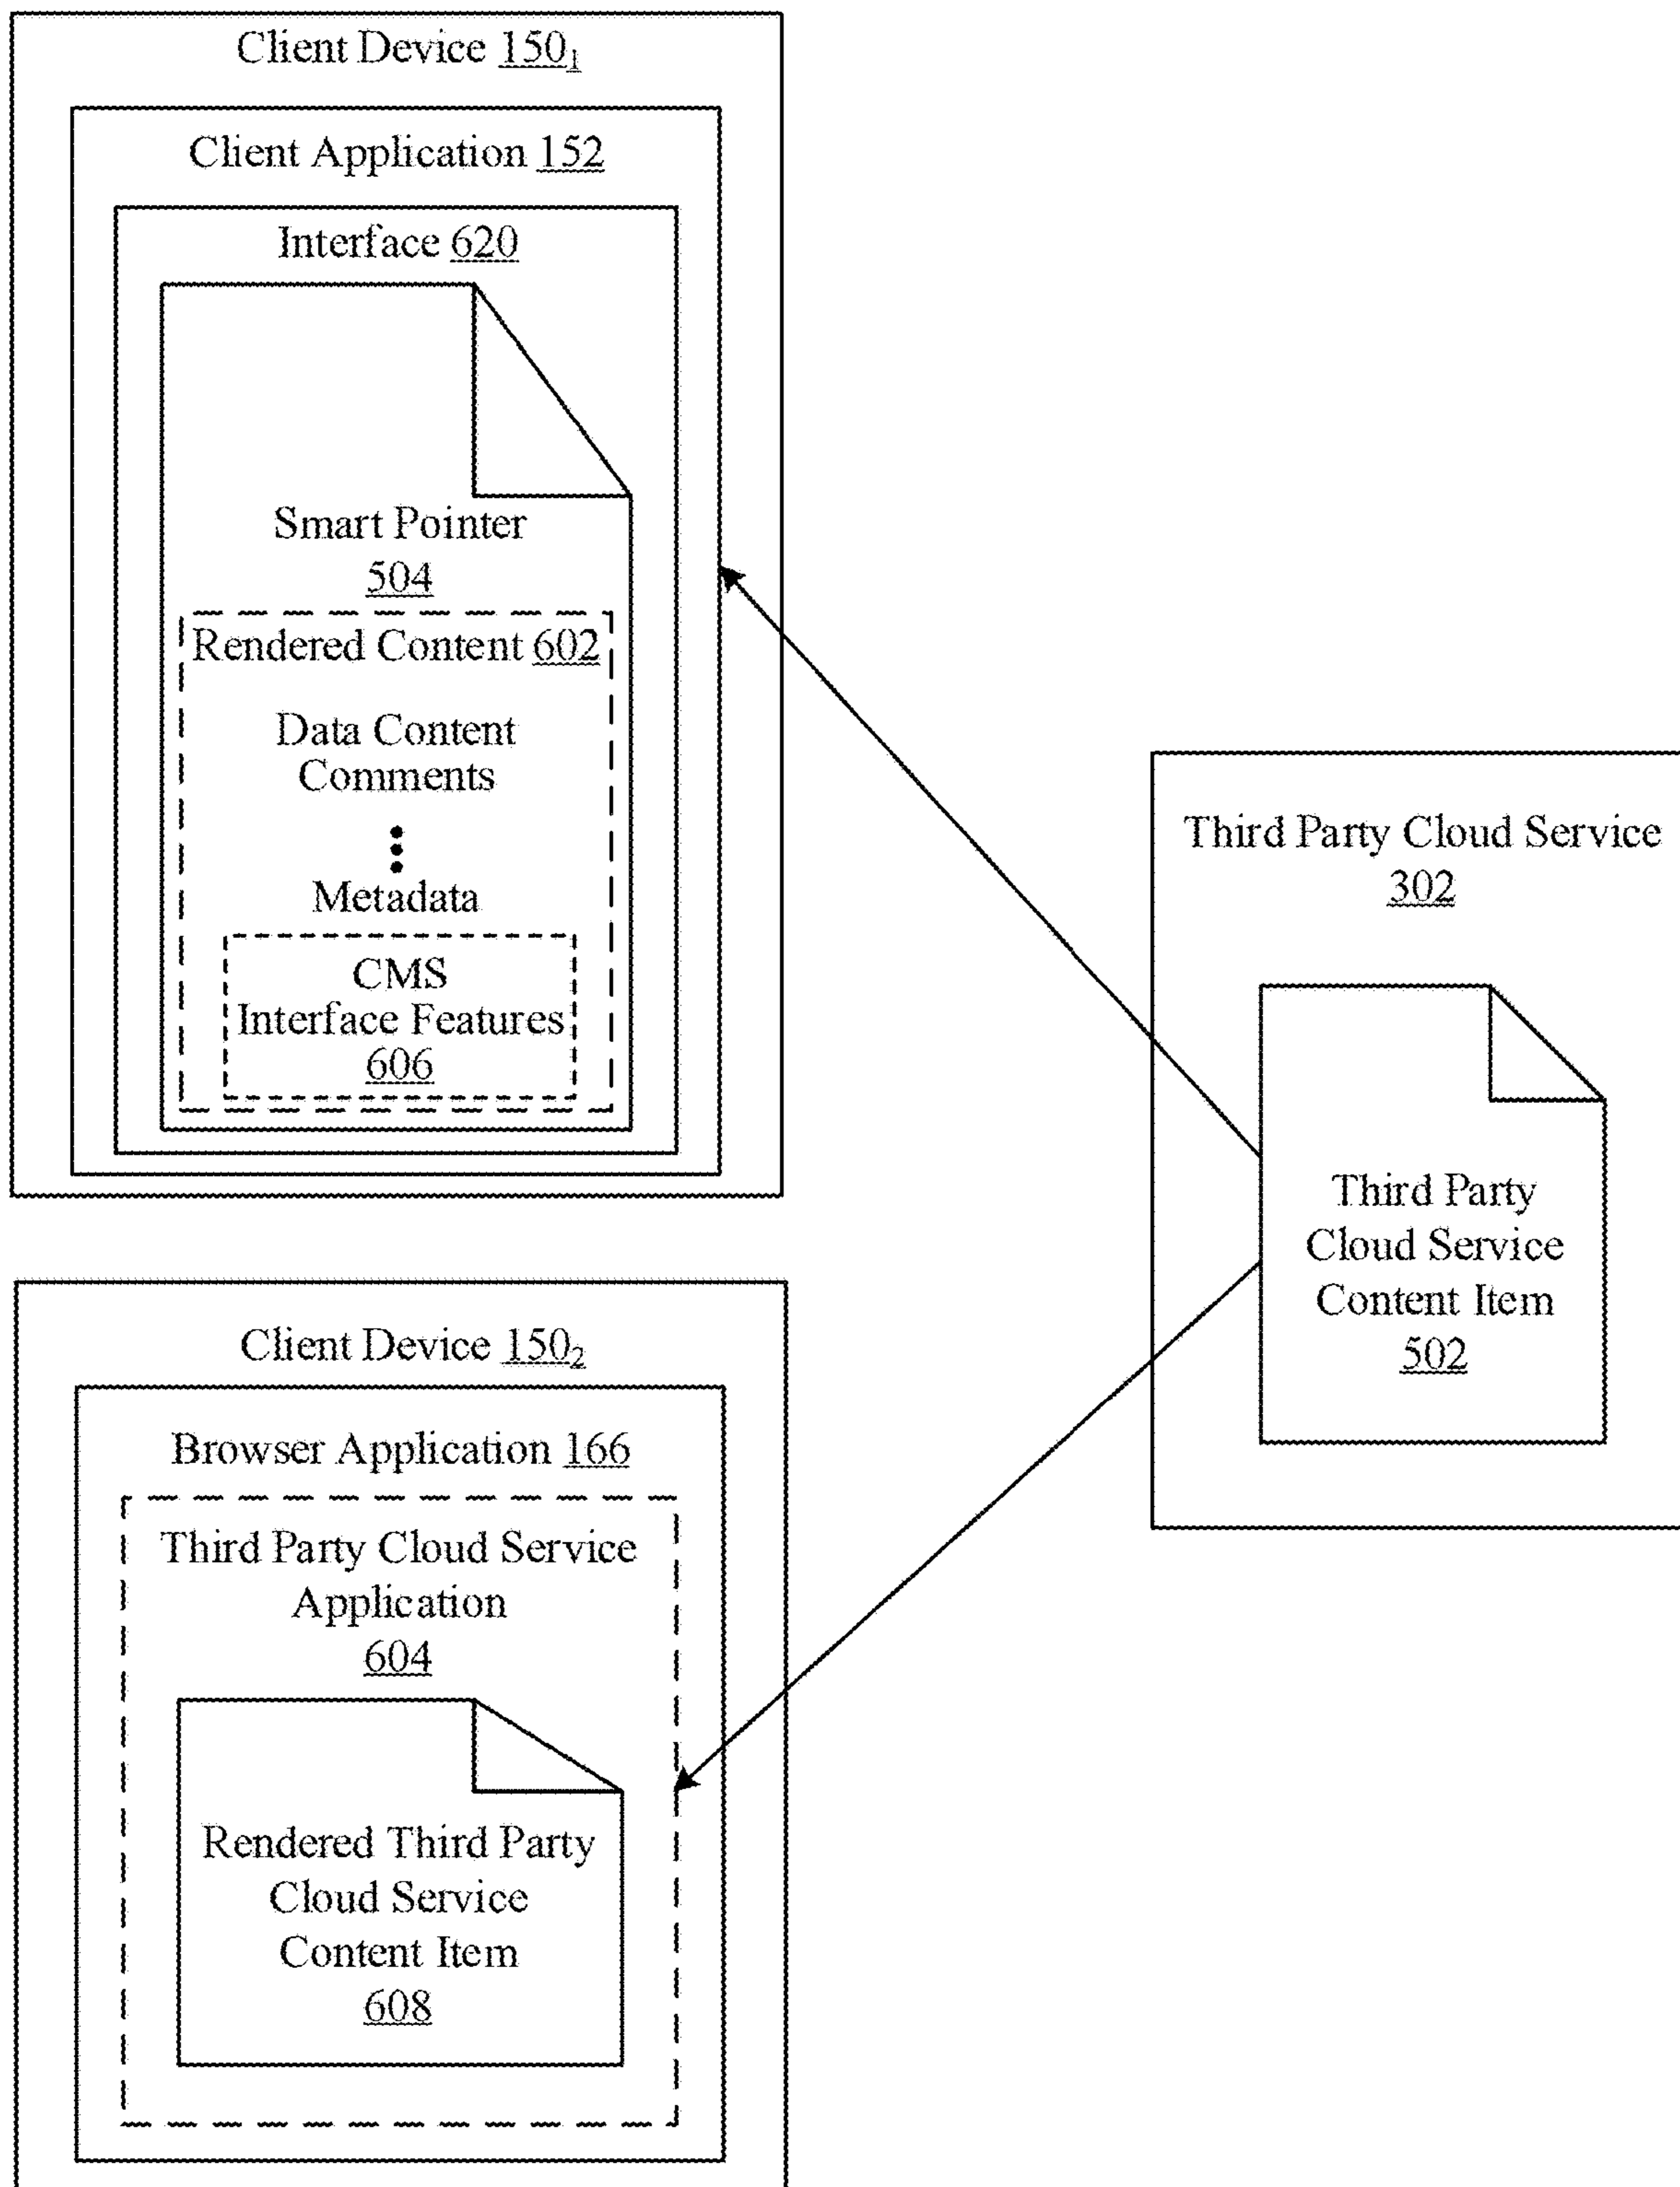 Client Device 150₁
Client Application 152
Interface 620
Smart Pointer
504
Rendered Content 602
Data Content
Comments
Metadata
CMS
Interface Features
606
Third Party Cloud Service
302
Third Party
Cloud Service
Content Item
502
Client Device 150₂
Browser Application 166
Third Party Cloud Service
Application
604
Rendered Third Party
Cloud Service
Content Item
608